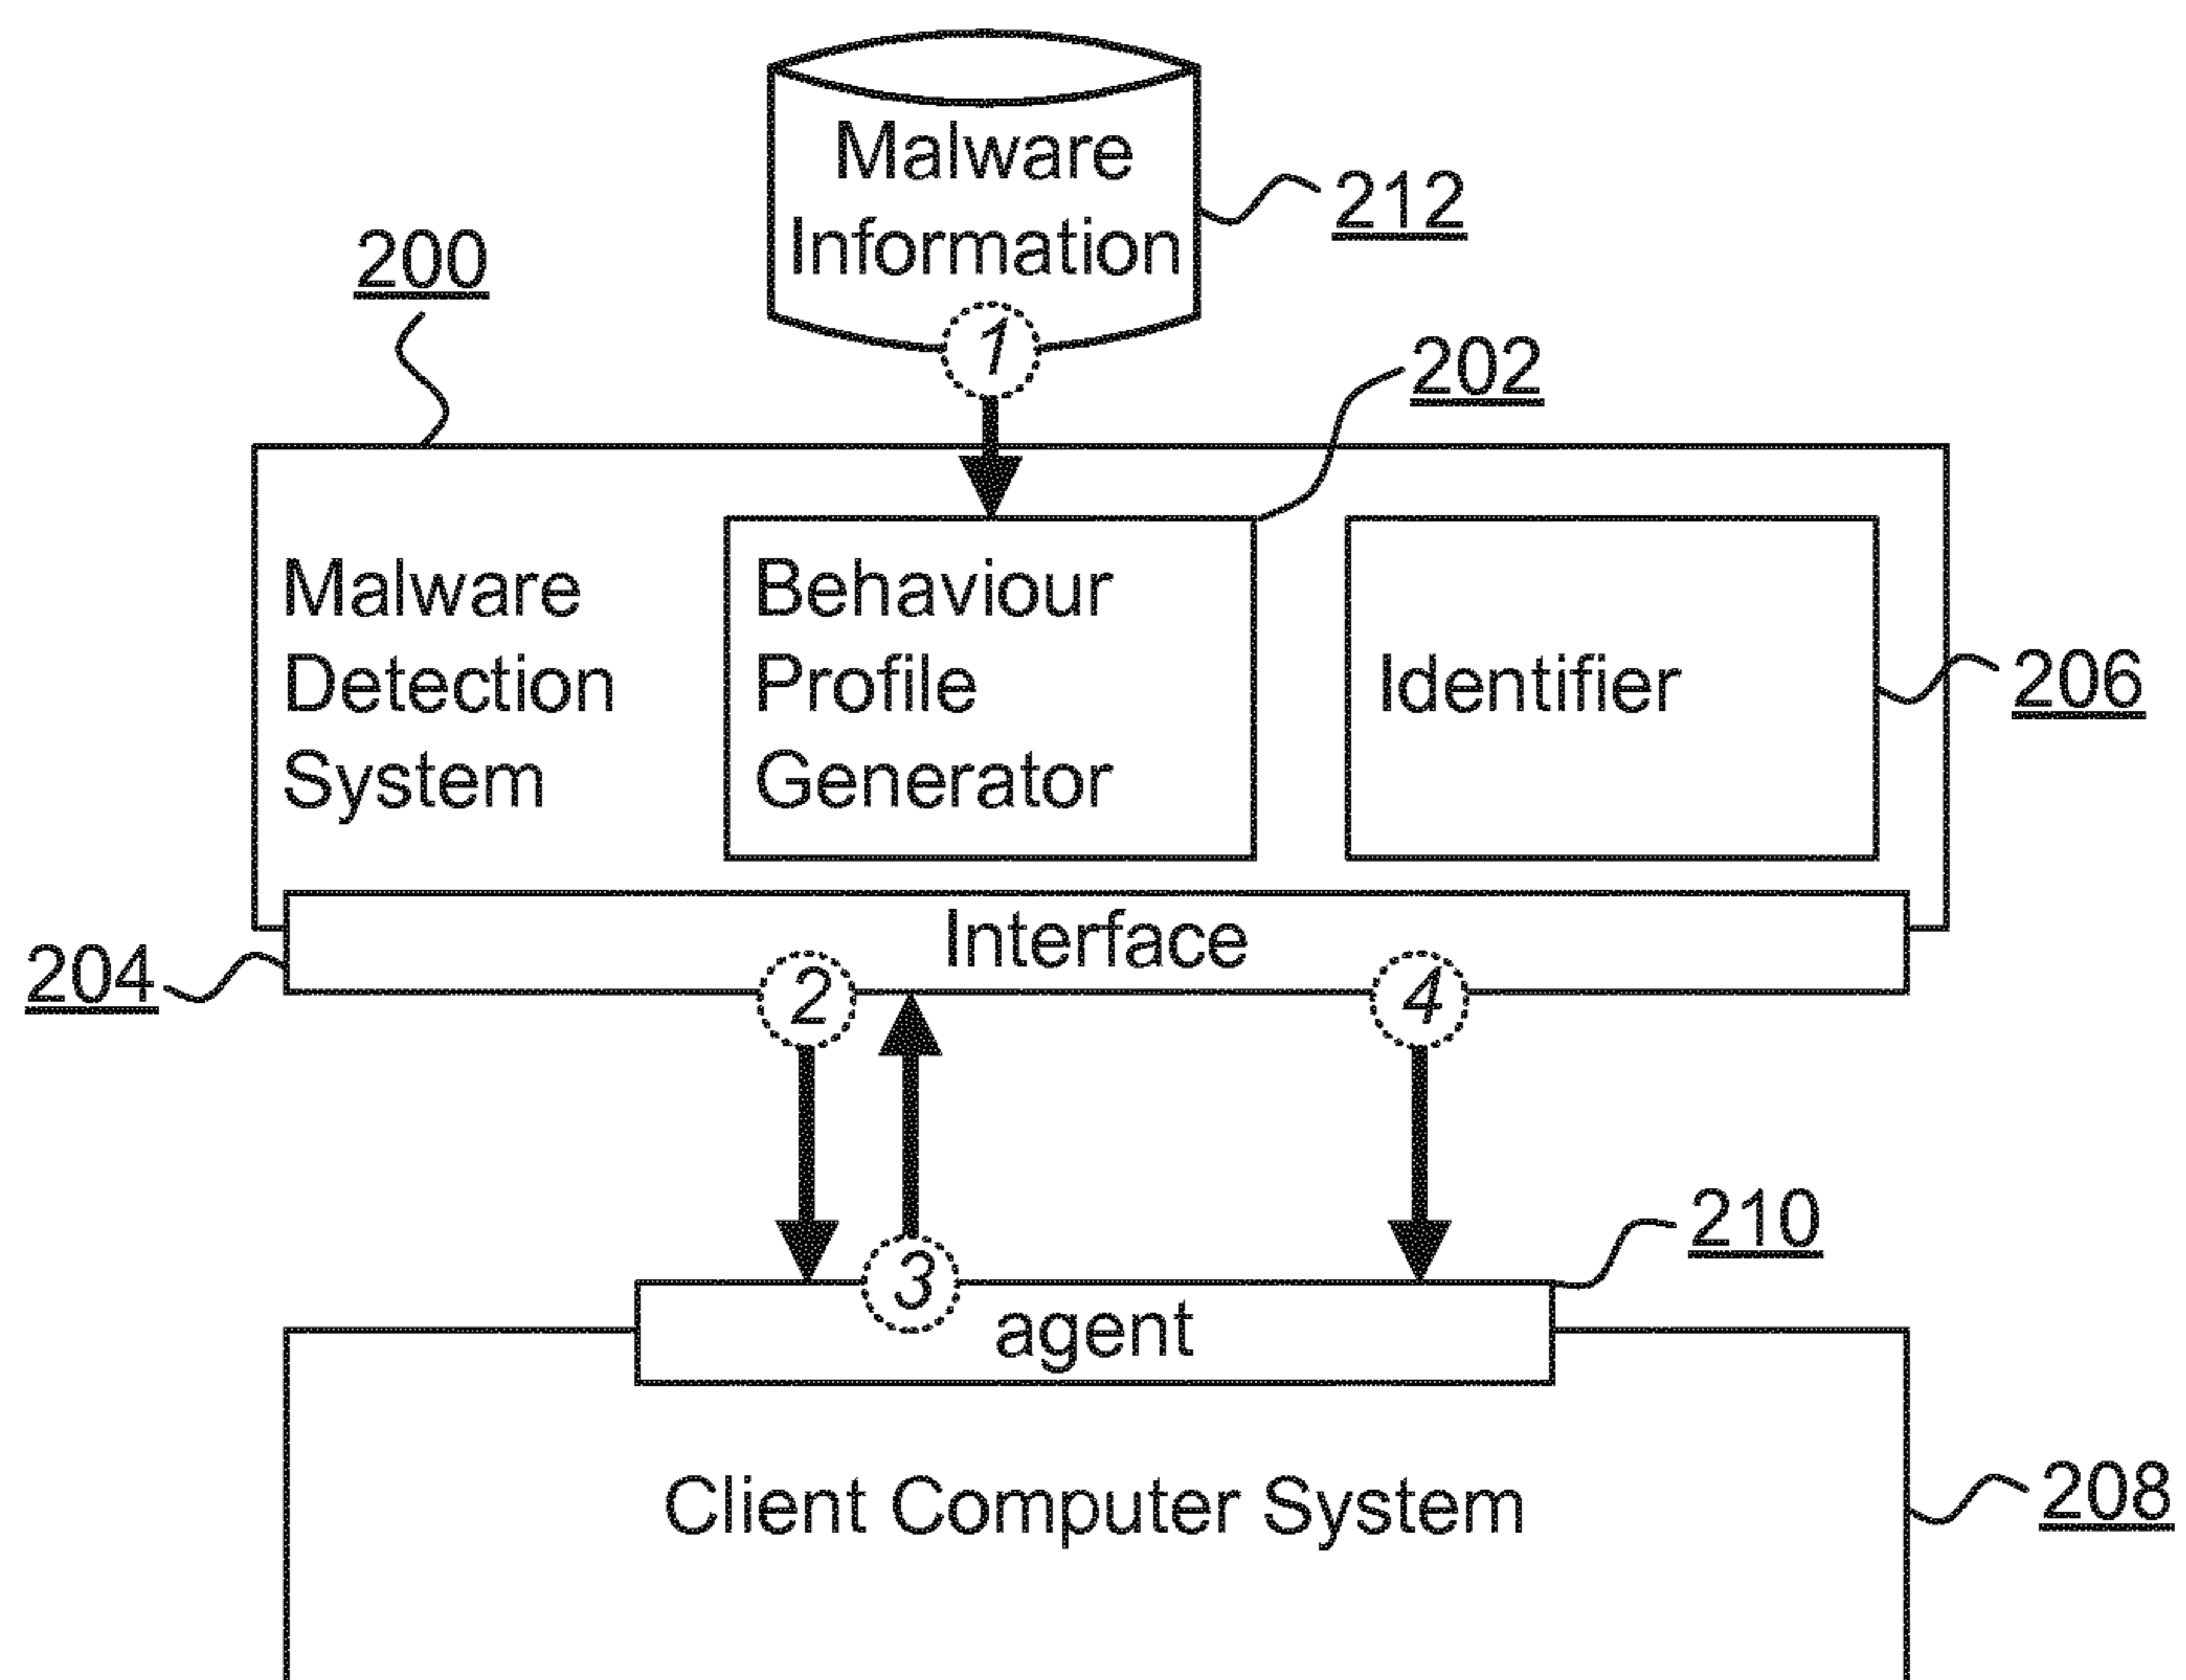 Malware
Information
212
200
1
202
Malware
Detection
System
Behaviour
Profile
Generator
Identifier
206
Interface
204
2
4
3
210
agent
Client Computer System
208